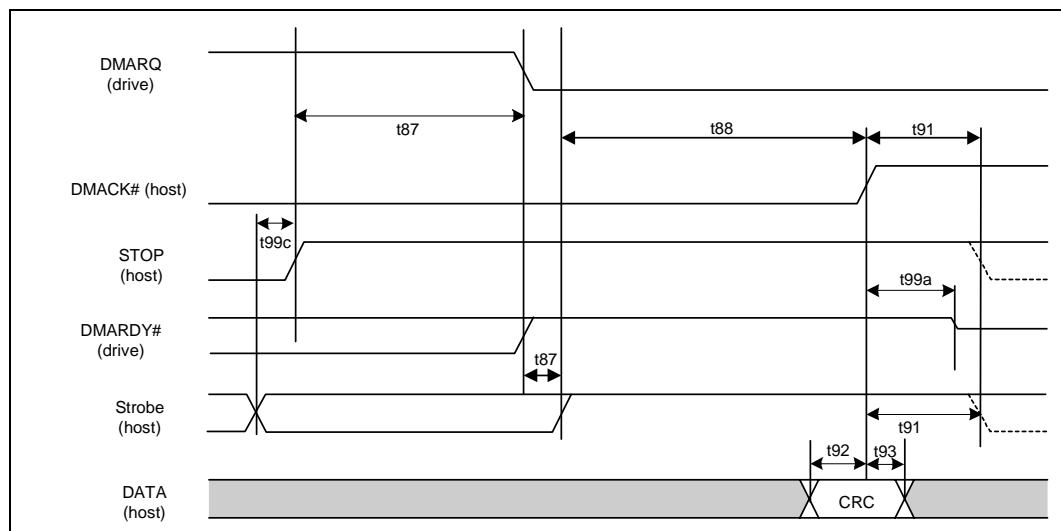 DMARQ
(drive)
t87
t88
t91
DMACK# (host)
t99c
STOP
(host)
t99a
DMARDY#
(drive)
t87
Strobe
(host)
t91
t92
t93
DATA
(host)
CRC